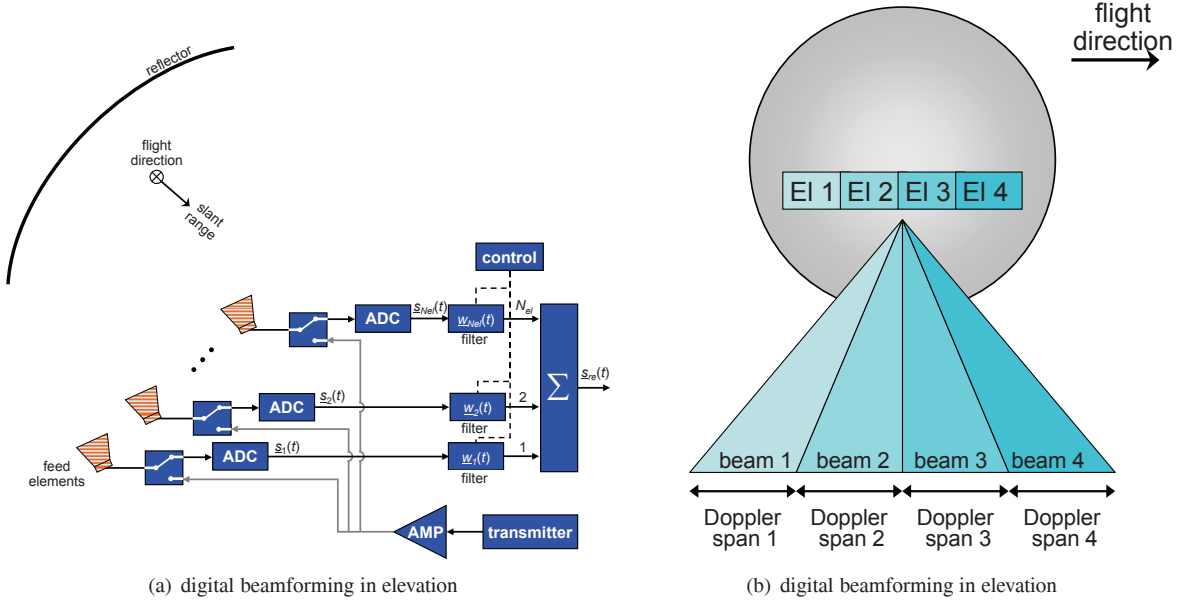 reflector
flight
direction
slant
range
control
ADC
s_Nel(t)
w_Nel(t)
N_el
filter
Σ
s_re(t)
ADC
s_2(t)
w_2(t)
2
filter
ADC
s_1(t)
w_1(t)
1
filter
feed
elements
AMP
transmitter
(a) digital beamforming in elevation
flight
direction
El 1 El 2 El 3 El 4
beam 1 beam 2 beam 3 beam 4
Doppler Doppler Doppler Doppler
span 1 span 2 span 3 span 4
(b) digital beamforming in elevation